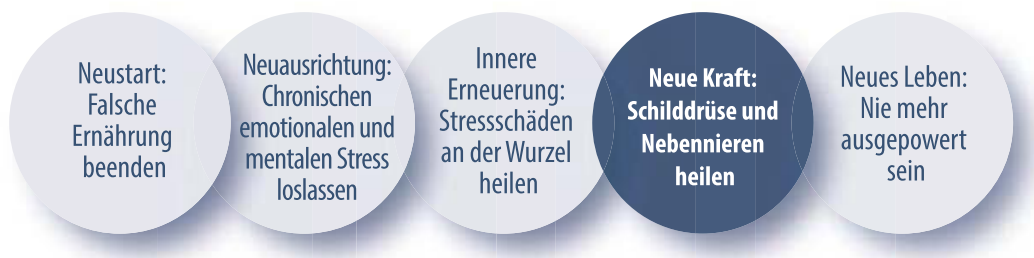 Neustart:
Falsche
Ernährung
beenden
Neuausrichtung:
Chronischen
emotionalen und
mentalen Stress
loslassen
Innere
Erneuerung:
Stressschäden
an der Wurzel
heilen
Neue Kraft:
Schilddrüse und
Nebennieren
heilen
Neues Leben:
Nie mehr
ausgepowert
sein